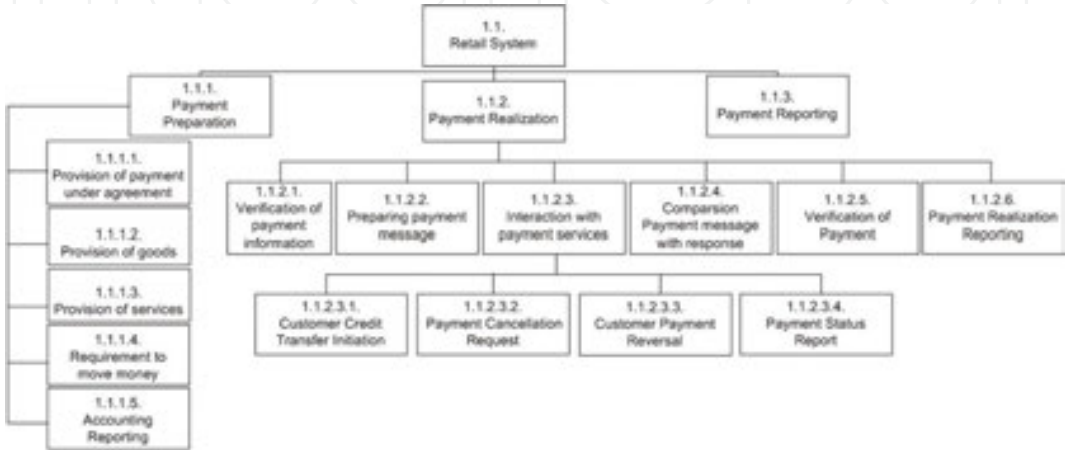 1.1.
Retail System
1.1.1.
Payment
Preparation
1.1.2.
Payment Realization
1.1.3.
Payment Reporting
1.1.1.1.
Provision of payment
under agreement
1.1.1.2.
Provision of goods
1.1.1.3.
Provision of services
1.1.1.4.
Requirement to
move money
1.1.1.5.
Accounting
Reporting
1.1.2.1.
Verification of
payment
information
1.1.2.2.
Preparing payment
message
1.1.2.3.
Interaction with
payment services
1.1.2.4.
Comparsion
Payment message
with response
1.1.2.5.
Verification of
Payment
1.1.2.6.
Payment Realization
Reporting
1.1.2.3.1.
Customer Credit
Transfer Initiation
1.1.2.3.2.
Payment Cancellation
Request
1.1.2.3.3.
Customer Payment
Reversal
1.1.2.3.4.
Payment Status
Report